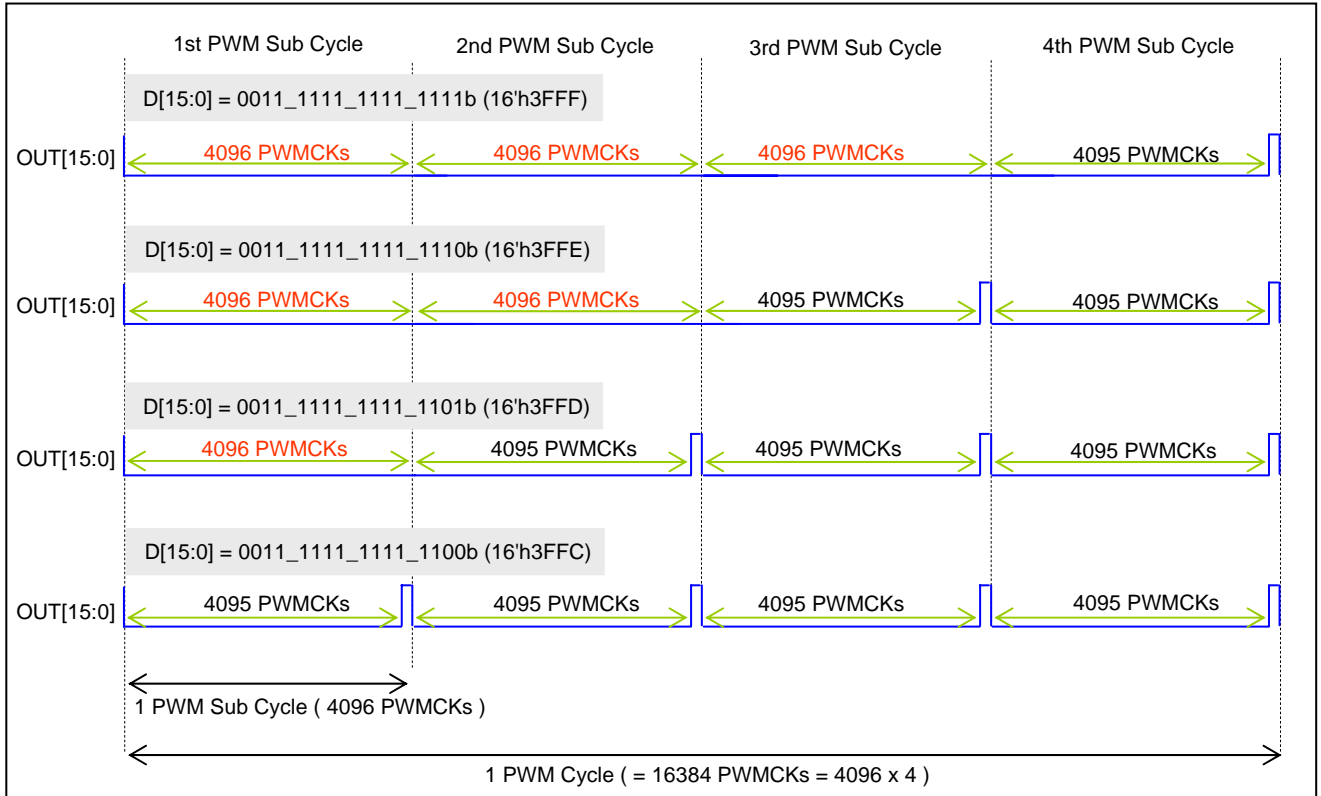 1st PWM Sub Cycle 2nd PWM Sub Cycle 3rd PWM Sub Cycle 4th PWM Sub Cycle
D[15:0] = 0011_1111_1111_1111b (16'h3FFF)
OUT[15:0] 4096 PWMCKs 4096 PWMCKs 4096 PWMCKs 4095 PWMCKs
D[15:0] = 0011_1111_1111_1110b (16'h3FFE)
OUT[15:0] 4096 PWMCKs 4096 PWMCKs 4095 PWMCKs 4095 PWMCKs
D[15:0] = 0011_1111_1111_1101b (16'h3FFD)
OUT[15:0] 4096 PWMCKs 4095 PWMCKs 4095 PWMCKs 4095 PWMCKs
D[15:0] = 0011_1111_1111_1100b (16'h3FFC)
OUT[15:0] 4095 PWMCKs 4095 PWMCKs 4095 PWMCKs 4095 PWMCKs
1 PWM Sub Cycle ( 4096 PWMCKs )
1 PWM Cycle ( = 16384 PWMCKs = 4096 x 4 )